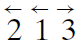 ← ← →
2 1 3